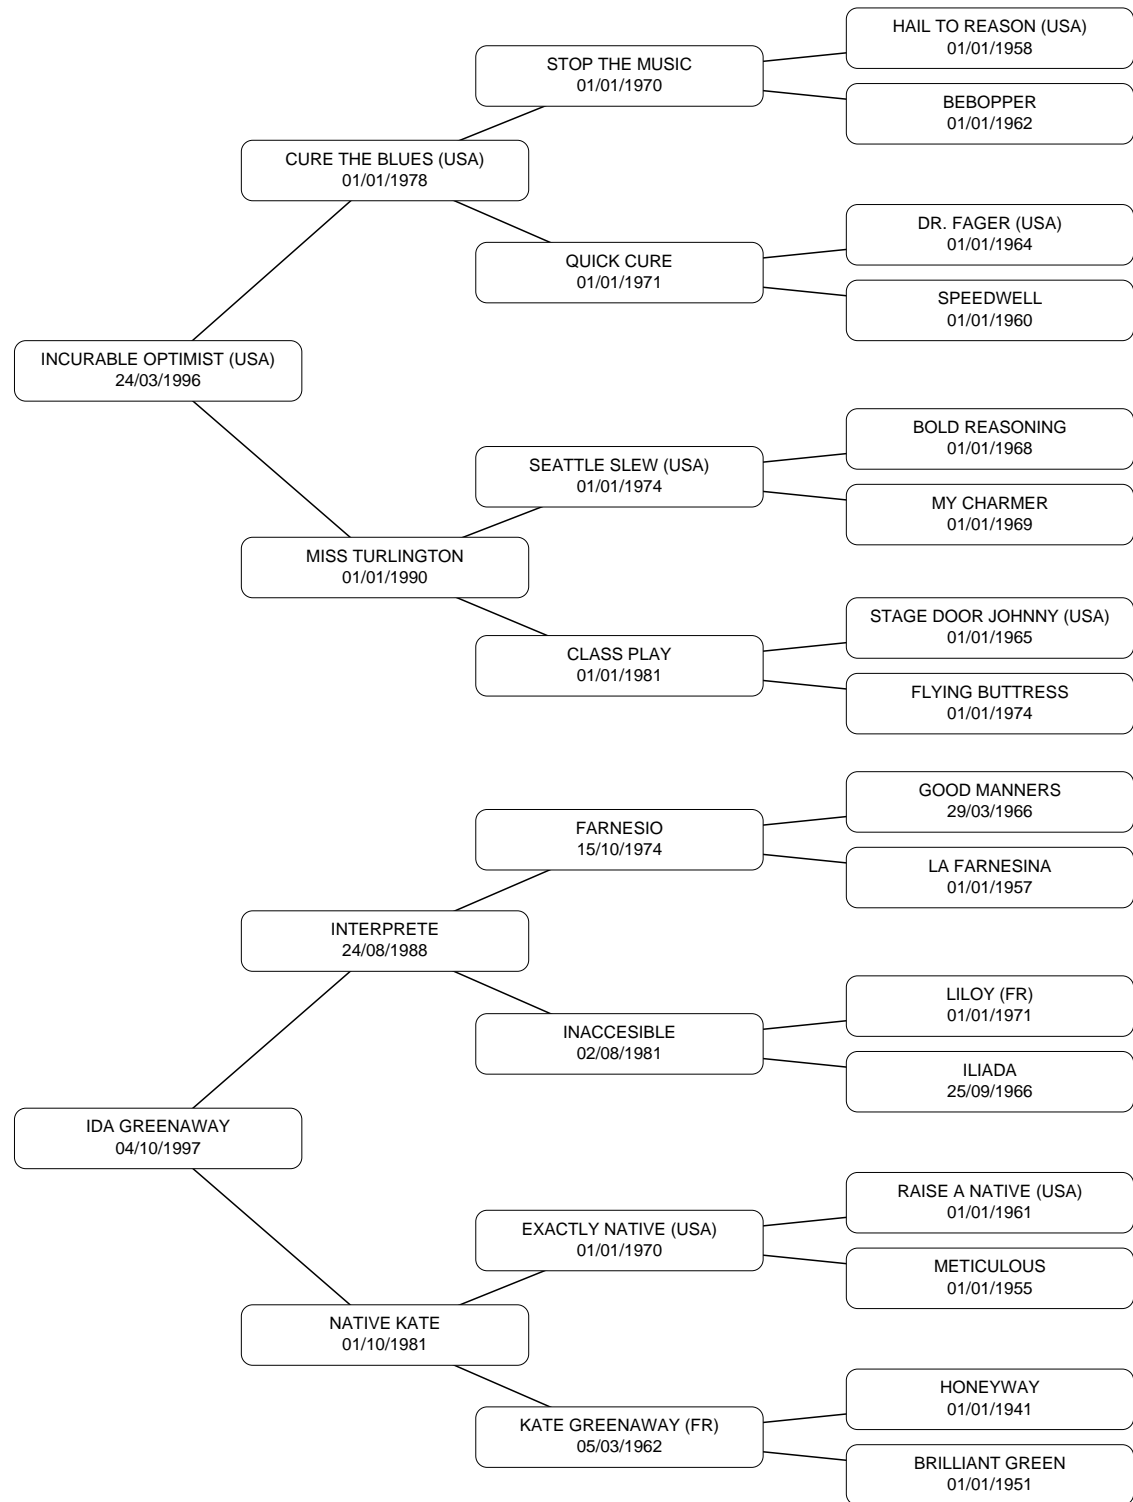 HAIL TO REASON (USA)
01/01/1958
STOP THE MUSIC
01/01/1970
BEBOPPER
01/01/1962
CURE THE BLUES (USA)
01/01/1978
DR. FAGER (USA)
01/01/1964
QUICK CURE
01/01/1971
SPEEDWELL
01/01/1960
INCURABLE OPTIMIST (USA)
24/03/1996
BOLD REASONING
01/01/1968
SEATTLE SLEW (USA)
01/01/1974
MY CHARMER
01/01/1969
MISS TURLINGTON
01/01/1990
STAGE DOOR JOHNNY (USA)
01/01/1965
CLASS PLAY
01/01/1981
FLYING BUTTRESS
01/01/1974
GOOD MANNERS
29/03/1966
FARNESIO
15/10/1974
LA FARNESINA
01/01/1957
INTERPRETE
24/08/1988
LILOY (FR)
01/01/1971
INACCESIBLE
02/08/1981
ILIADA
25/09/1966
IDA GREENAWAY
04/10/1997
RAISE A NATIVE (USA)
01/01/1961
EXACTLY NATIVE (USA)
01/01/1970
METICULOUS
01/01/1955
NATIVE KATE
01/10/1981
HONEYWAY
01/01/1941
KATE GREENAWAY (FR)
05/03/1962
BRILLIANT GREEN
01/01/1951